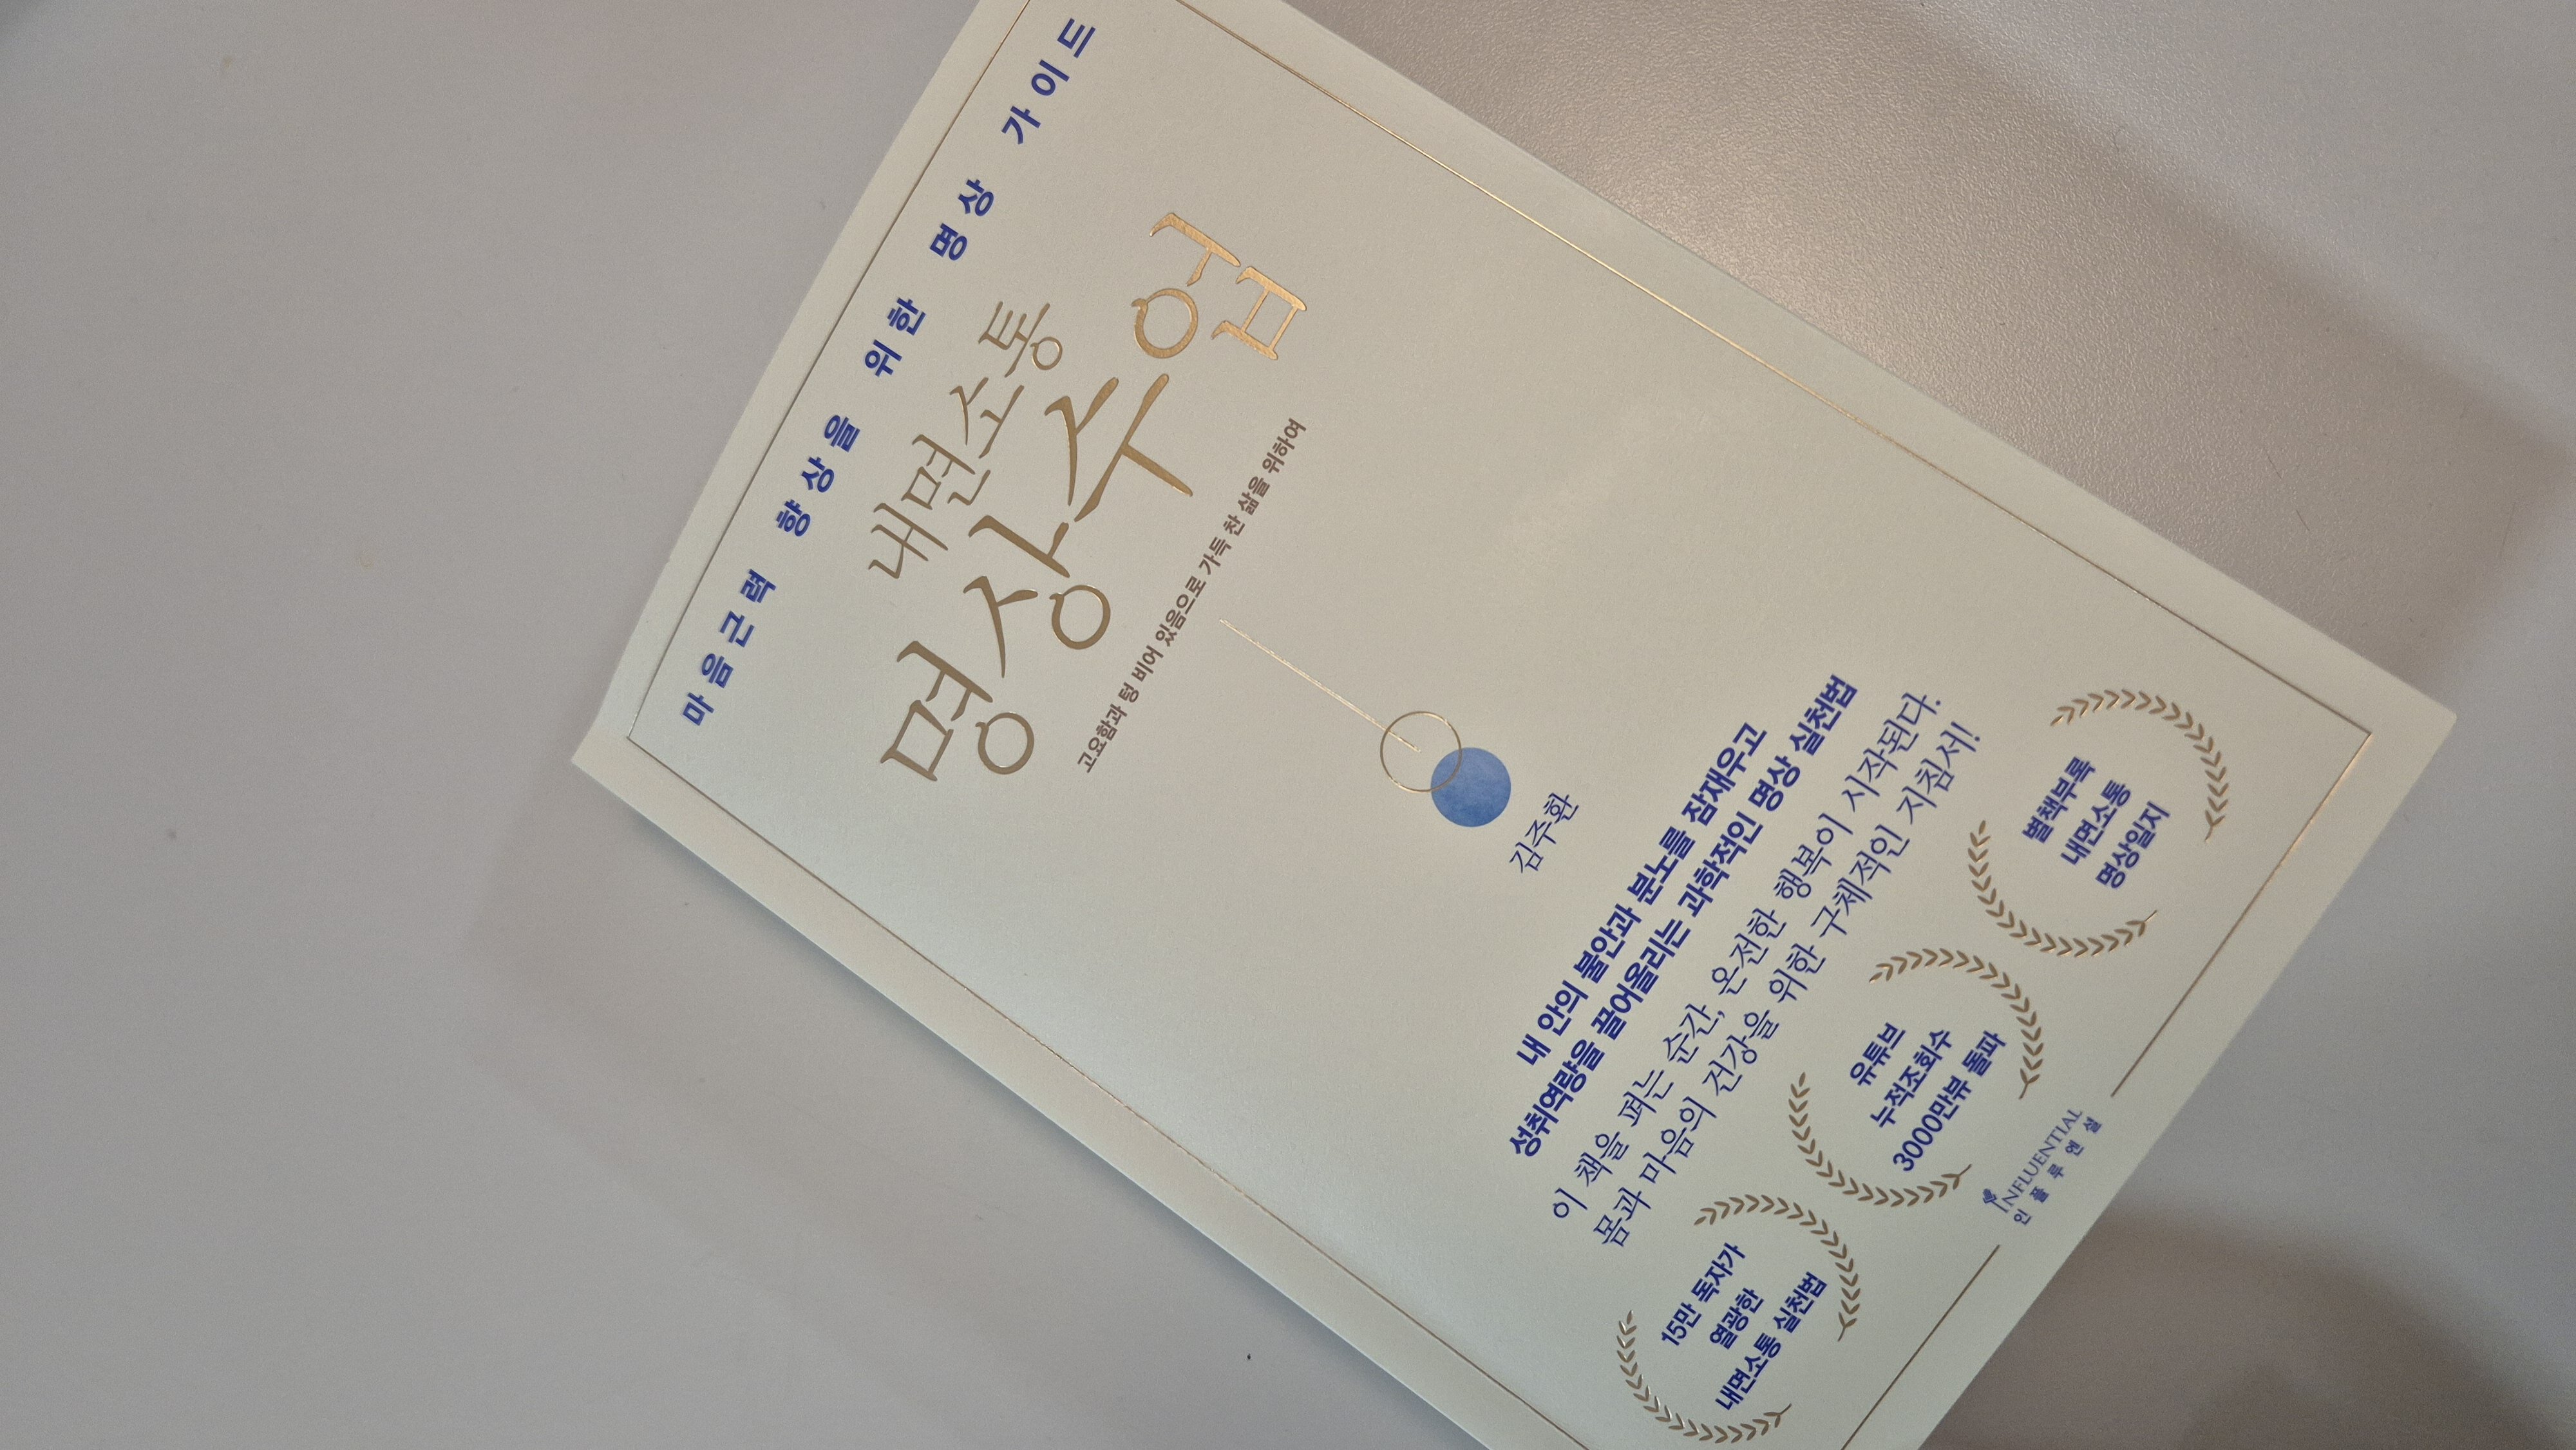 마음근력 향상을 위한 명상 가이드
내면소통
명상수업
고요함과 텅 비어 있음으로 가득 찬 삶을 위하여
김주환
내 안의 불안과 분노를 잠재우고
성취역량을 끌어올리는 과학적인 명상 실천법
이 책을 펴는 순간, 온전한 행복이 시작된다.
몸과 마음의 건강을 위한 구체적인 지침서!
15만 독자가
열광한
내면소통 실천법
유튜브
누적조회수
3000만뷰 돌파
별책부록
내면소통
명상일지
INFLUENTIAL
인플루엔셜